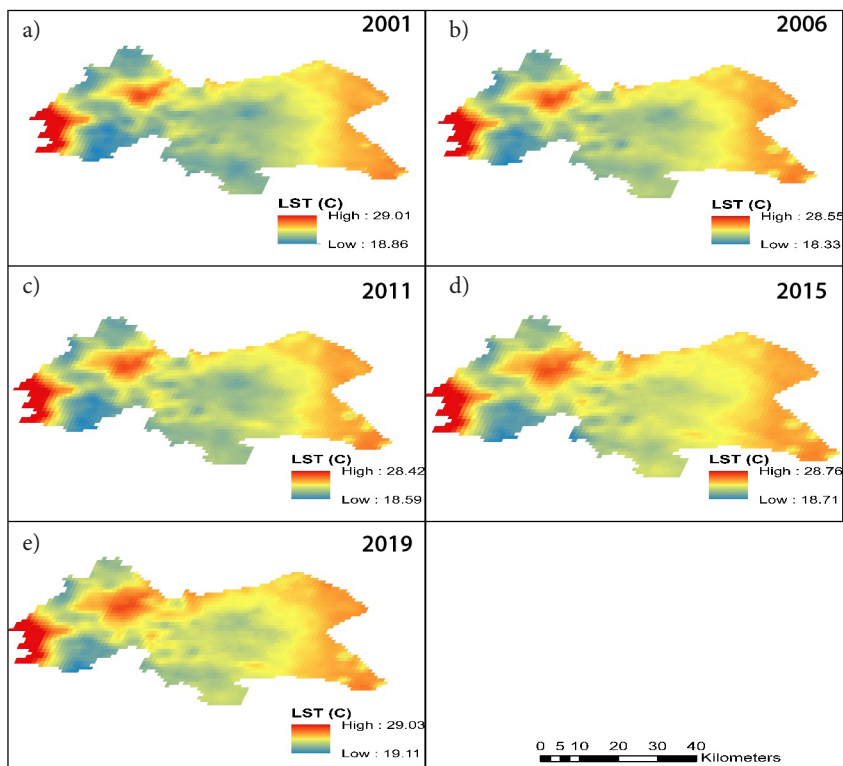 a)
2001
LST (C)
High : 29.01
Low : 18.86
b)
2006
LST (C)
High : 28.55
Low : 18.33
c)
2011
LST (C)
High : 28.42
Low : 18.59
d)
2015
LST (C)
High : 28.76
Low : 18.71
e)
2019
LST (C)
High : 29.03
Low : 19.11
0 5 10 20 30 40
Kilometers